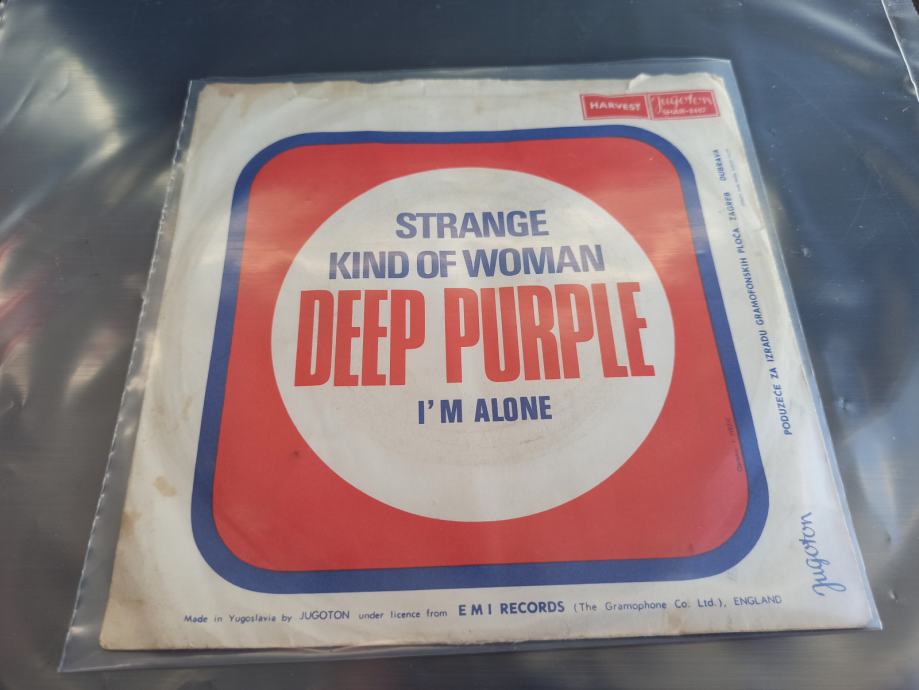 HARVEST
Jugoton
STRANGE
KIND OF WOMAN
DEEP PURPLE
I'M ALONE
PODUZEĆE ZA IZRADU GRAMOFONSKIH PLOČA ZAGREB DUBRAVA
Jugoton
Made in Yugoslavia by JUGOTON under licence from EMI RECORDS (The Gramophone Co. Ltd.), ENGLAND